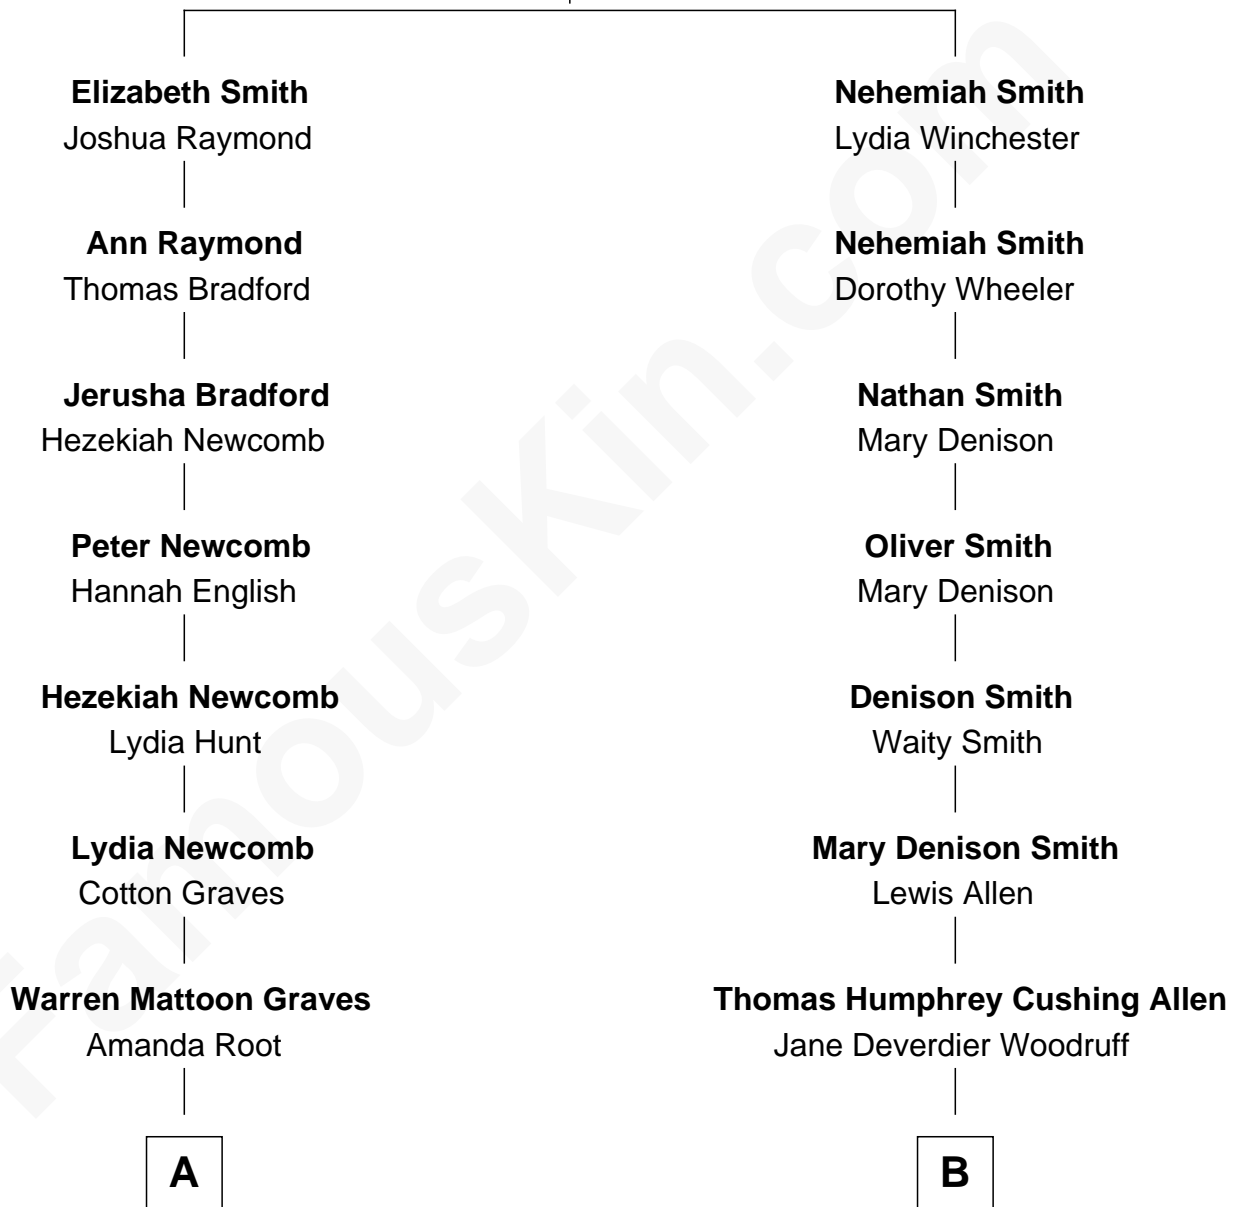 Elizabeth Smith
Joshua Raymond
Ann Raymond
Thomas Bradford
Jerusha Bradford
Hezekiah Newcomb
Peter Newcomb
Hannah English
Hezekiah Newcomb
Lydia Hunt
Lydia Newcomb
Cotton Graves
Warren Mattoon Graves
Amanda Root
A
Nehemiah Smith
Lydia Winchester
Nehemiah Smith
Dorothy Wheeler
Nathan Smith
Mary Denison
Oliver Smith
Mary Denison
Denison Smith
Waity Smith
Mary Denison Smith
Lewis Allen
Thomas Humphrey Cushing Allen
Jane Deverdier Woodruff
B
FamousKin.com